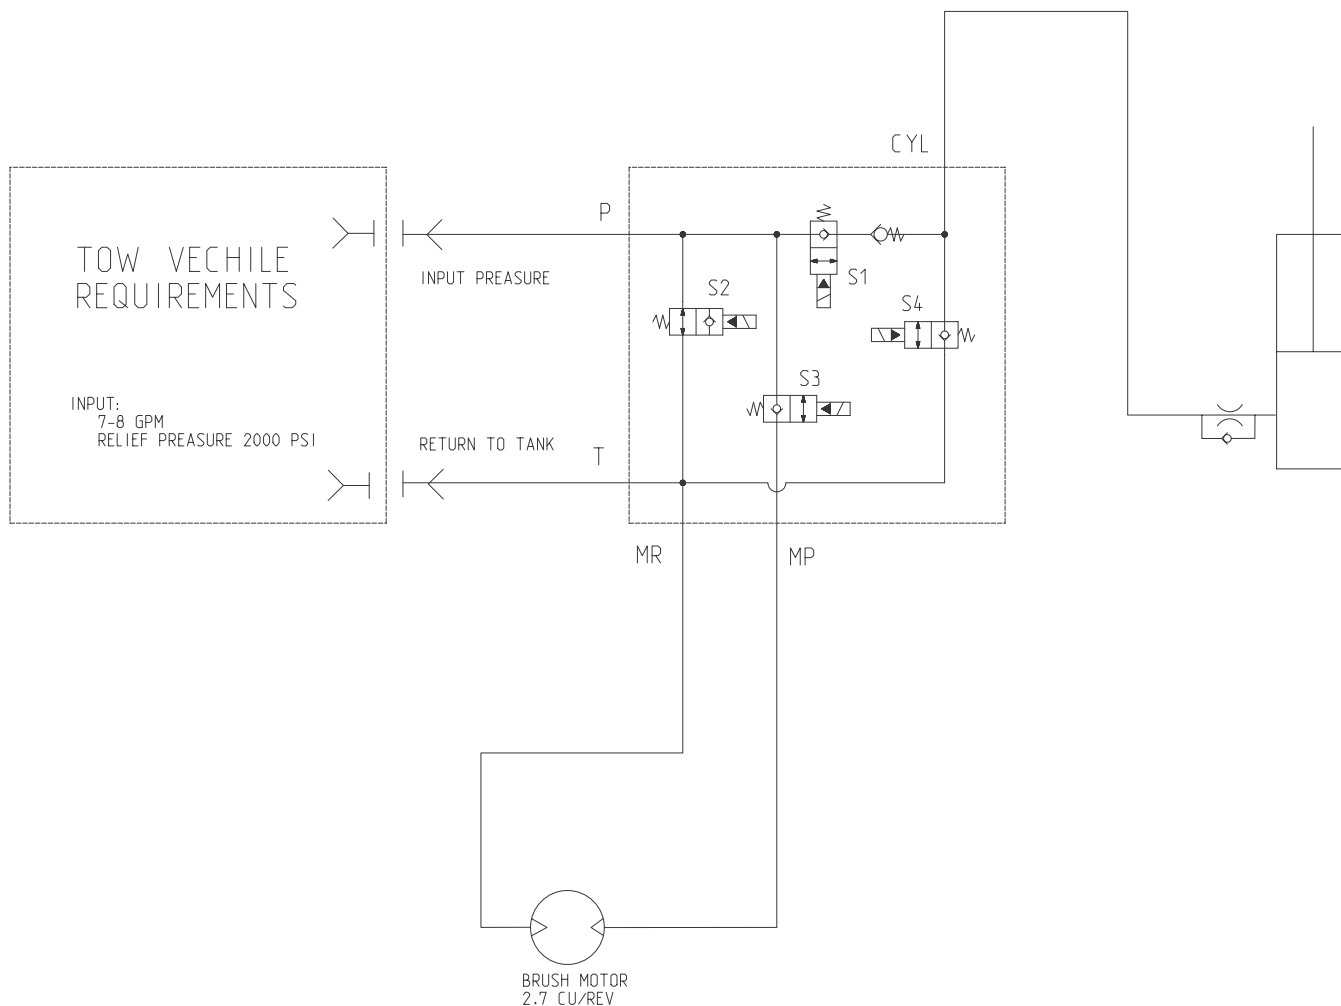 CYL
P
TOW VECHILE
REQUIREMENTS
INPUT PREASURE
S1
S2
S4
S3
INPUT:
7-8 GPM
RELIEF PREASURE 2000 PSI
RETURN TO TANK
T
MR
MP
BRUSH MOTOR
2.7 CU/REV